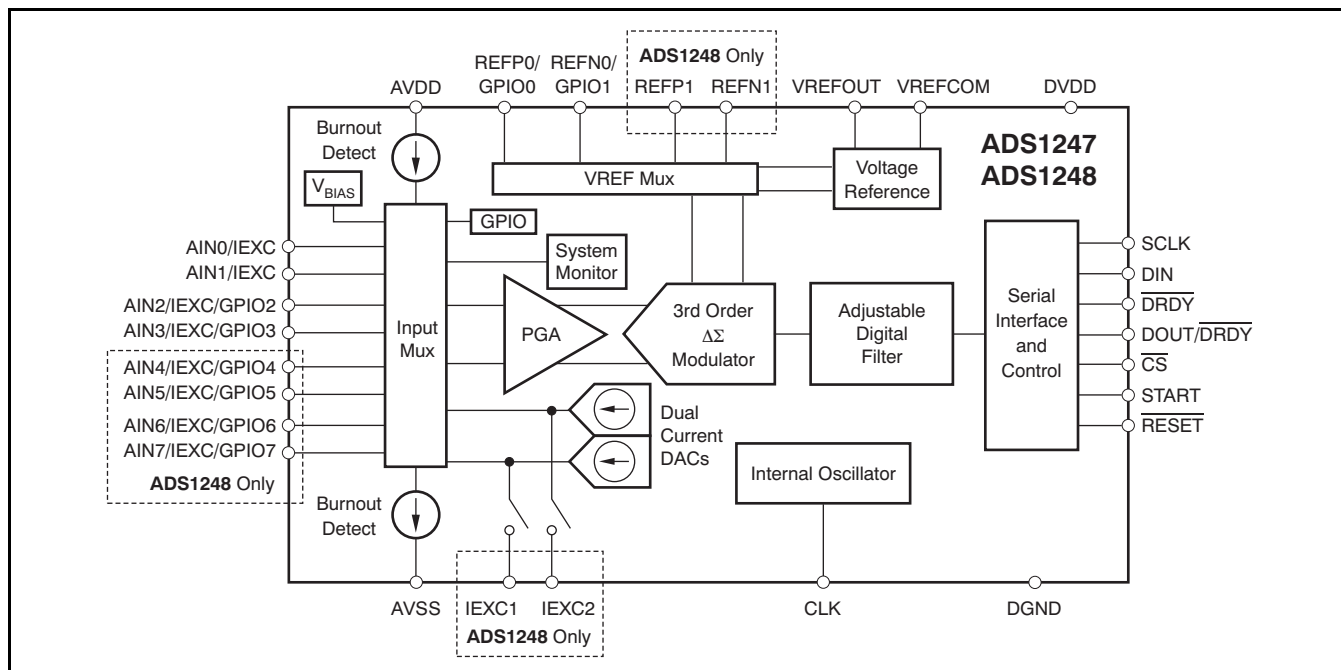 ADS1248 Only
REFP0/ REFN0/
GPIO0 GPIO1 REFP1 REFN1 VREFOUT VREFCOM DVDD
AVDD
Burnout
Detect
ADS1247
ADS1248
VREF Mux
Voltage
Reference
VBIAS
GPIO
System
Monitor
AIN0/IEXC
AIN1/IEXC
AIN2/IEXC/GPIO2
AIN3/IEXC/GPIO3
AIN4/IEXC/GPIO4
AIN5/IEXC/GPIO5
AIN6/IEXC/GPIO6
AIN7/IEXC/GPIO7
ADS1248 Only
Input
Mux
PGA
3rd Order
ΔΣ
Modulator
Adjustable
Digital
Filter
Serial
Interface
and
Control
SCLK
DIN
DRDY
DOUT/DRDY
CS
START
RESET
Dual
Current
DACs
Internal Oscillator
Burnout
Detect
AVSS IEXC1 IEXC2 CLK DGND
ADS1248 Only